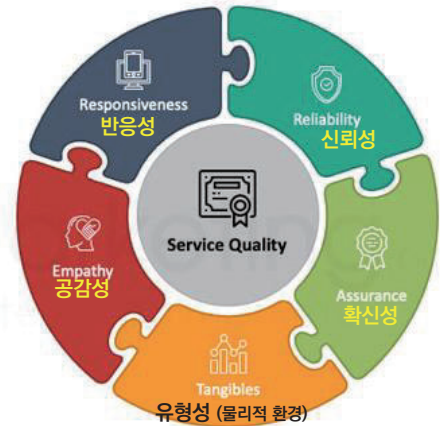 Responsiveness
반응성
Reliability
신뢰성
Service Quality
Empathy
공감성
Assurance
확신성
Tangibles
유형성 (물리적 환경)